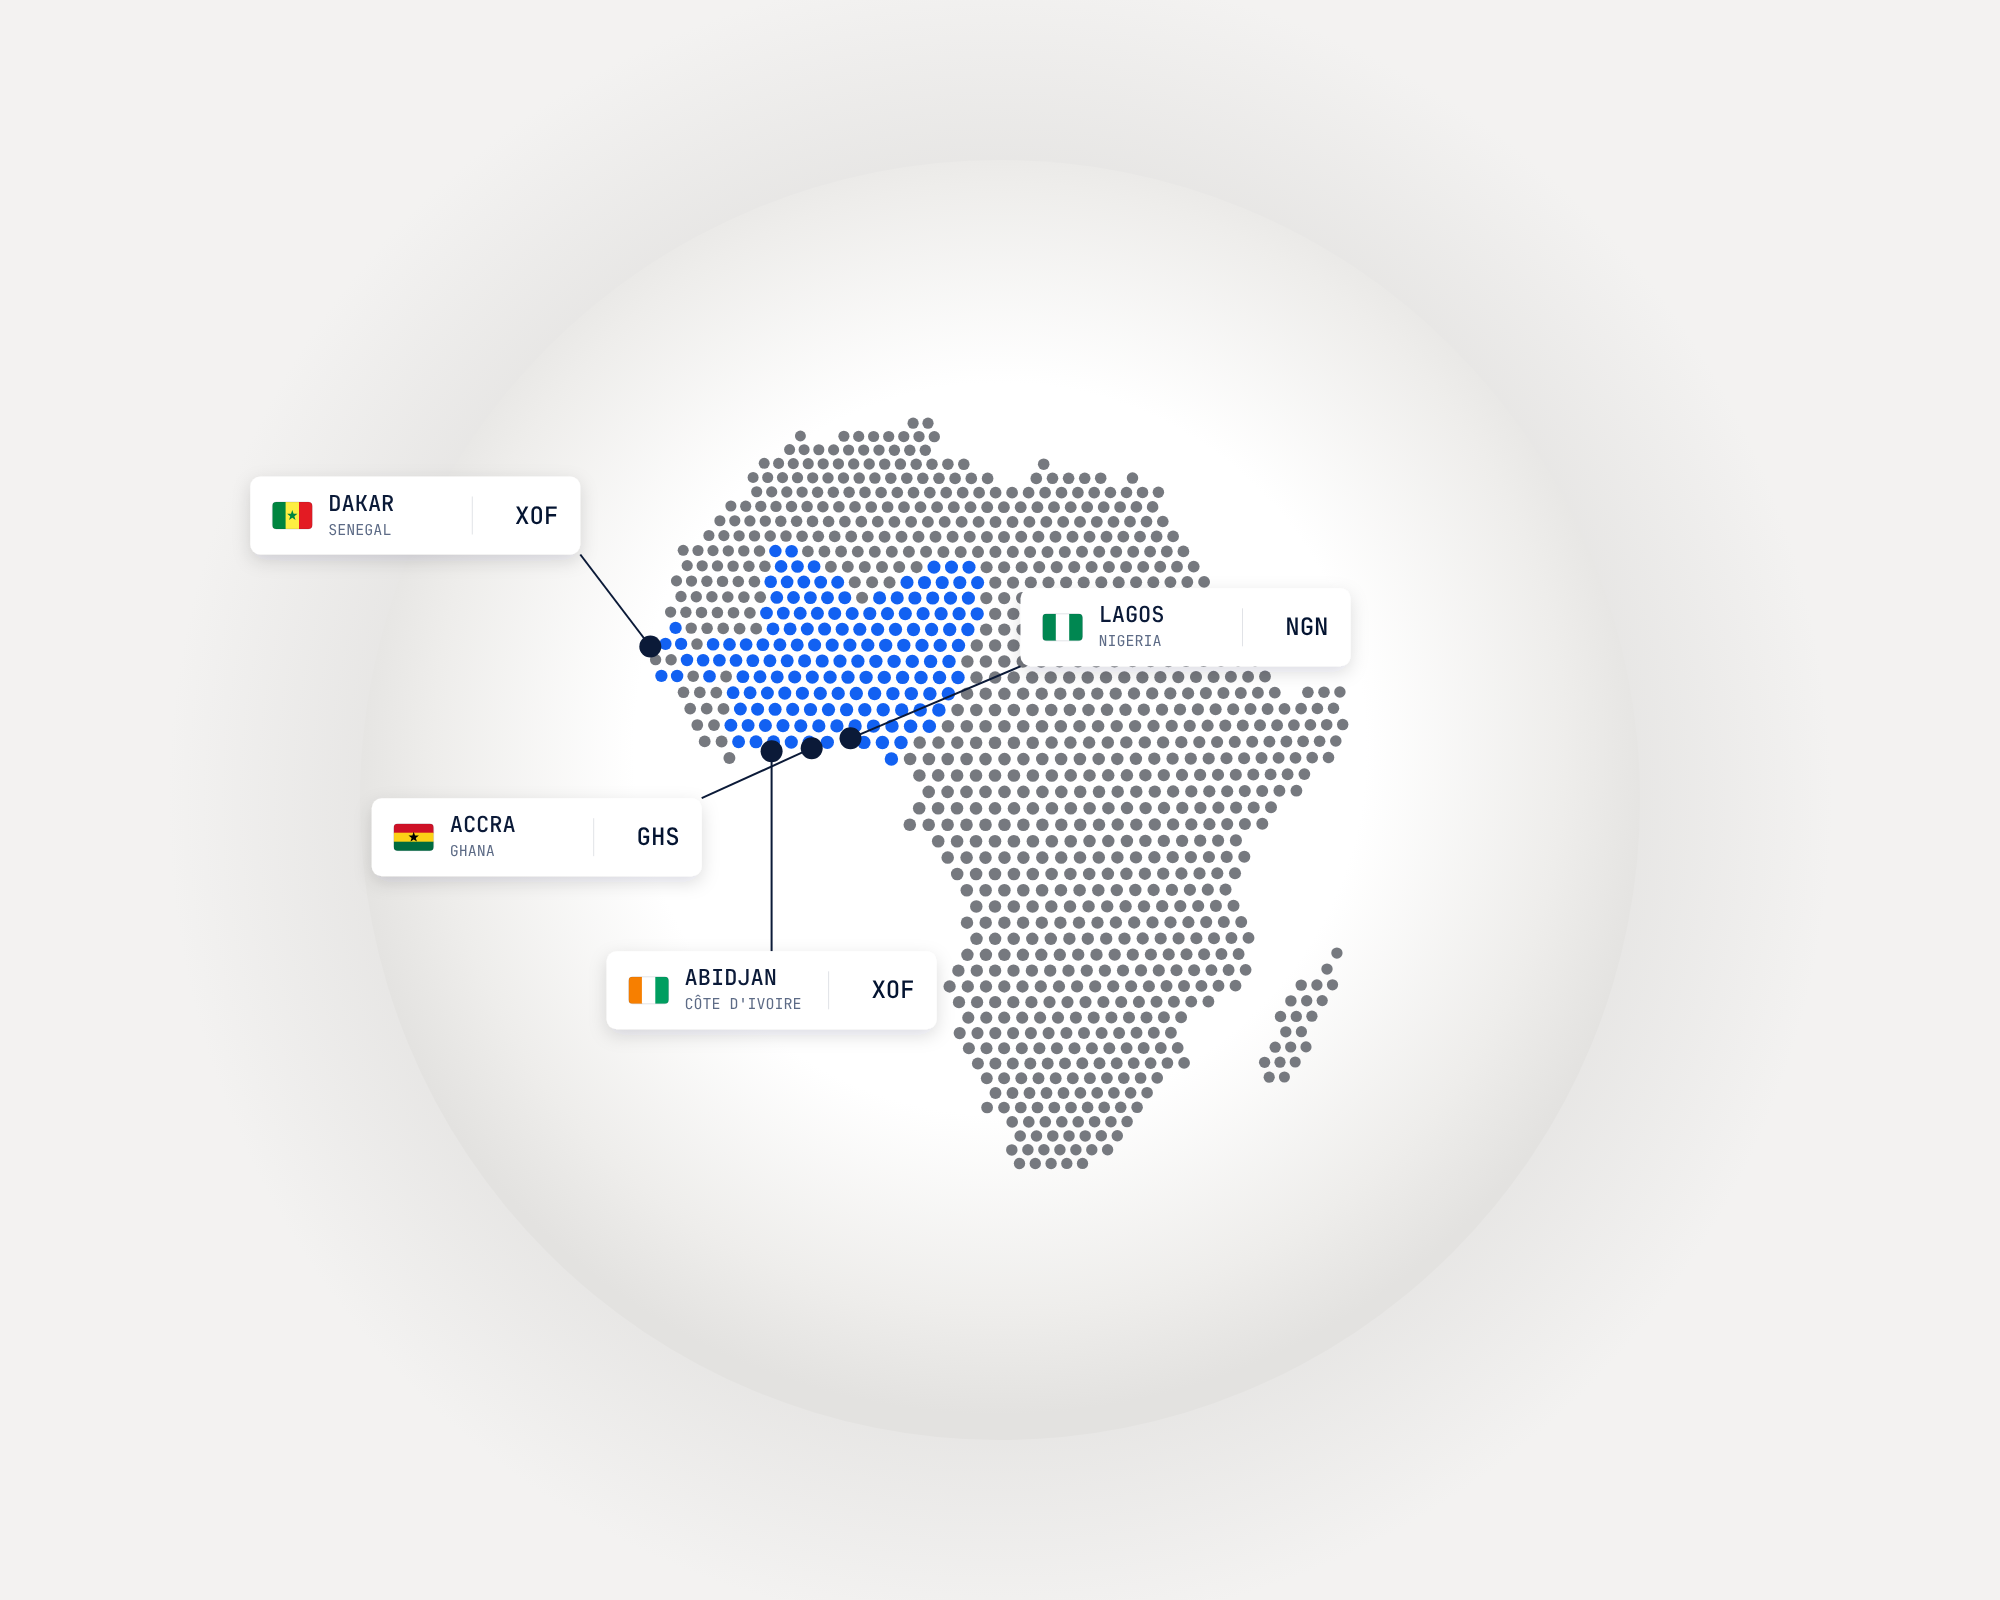 DAKAR
SENEGAL
XOF
LAGOS
NIGERIA
NGN
ACCRA
GHANA
GHS
ABIDJAN
CÔTE D'IVOIRE
XOF